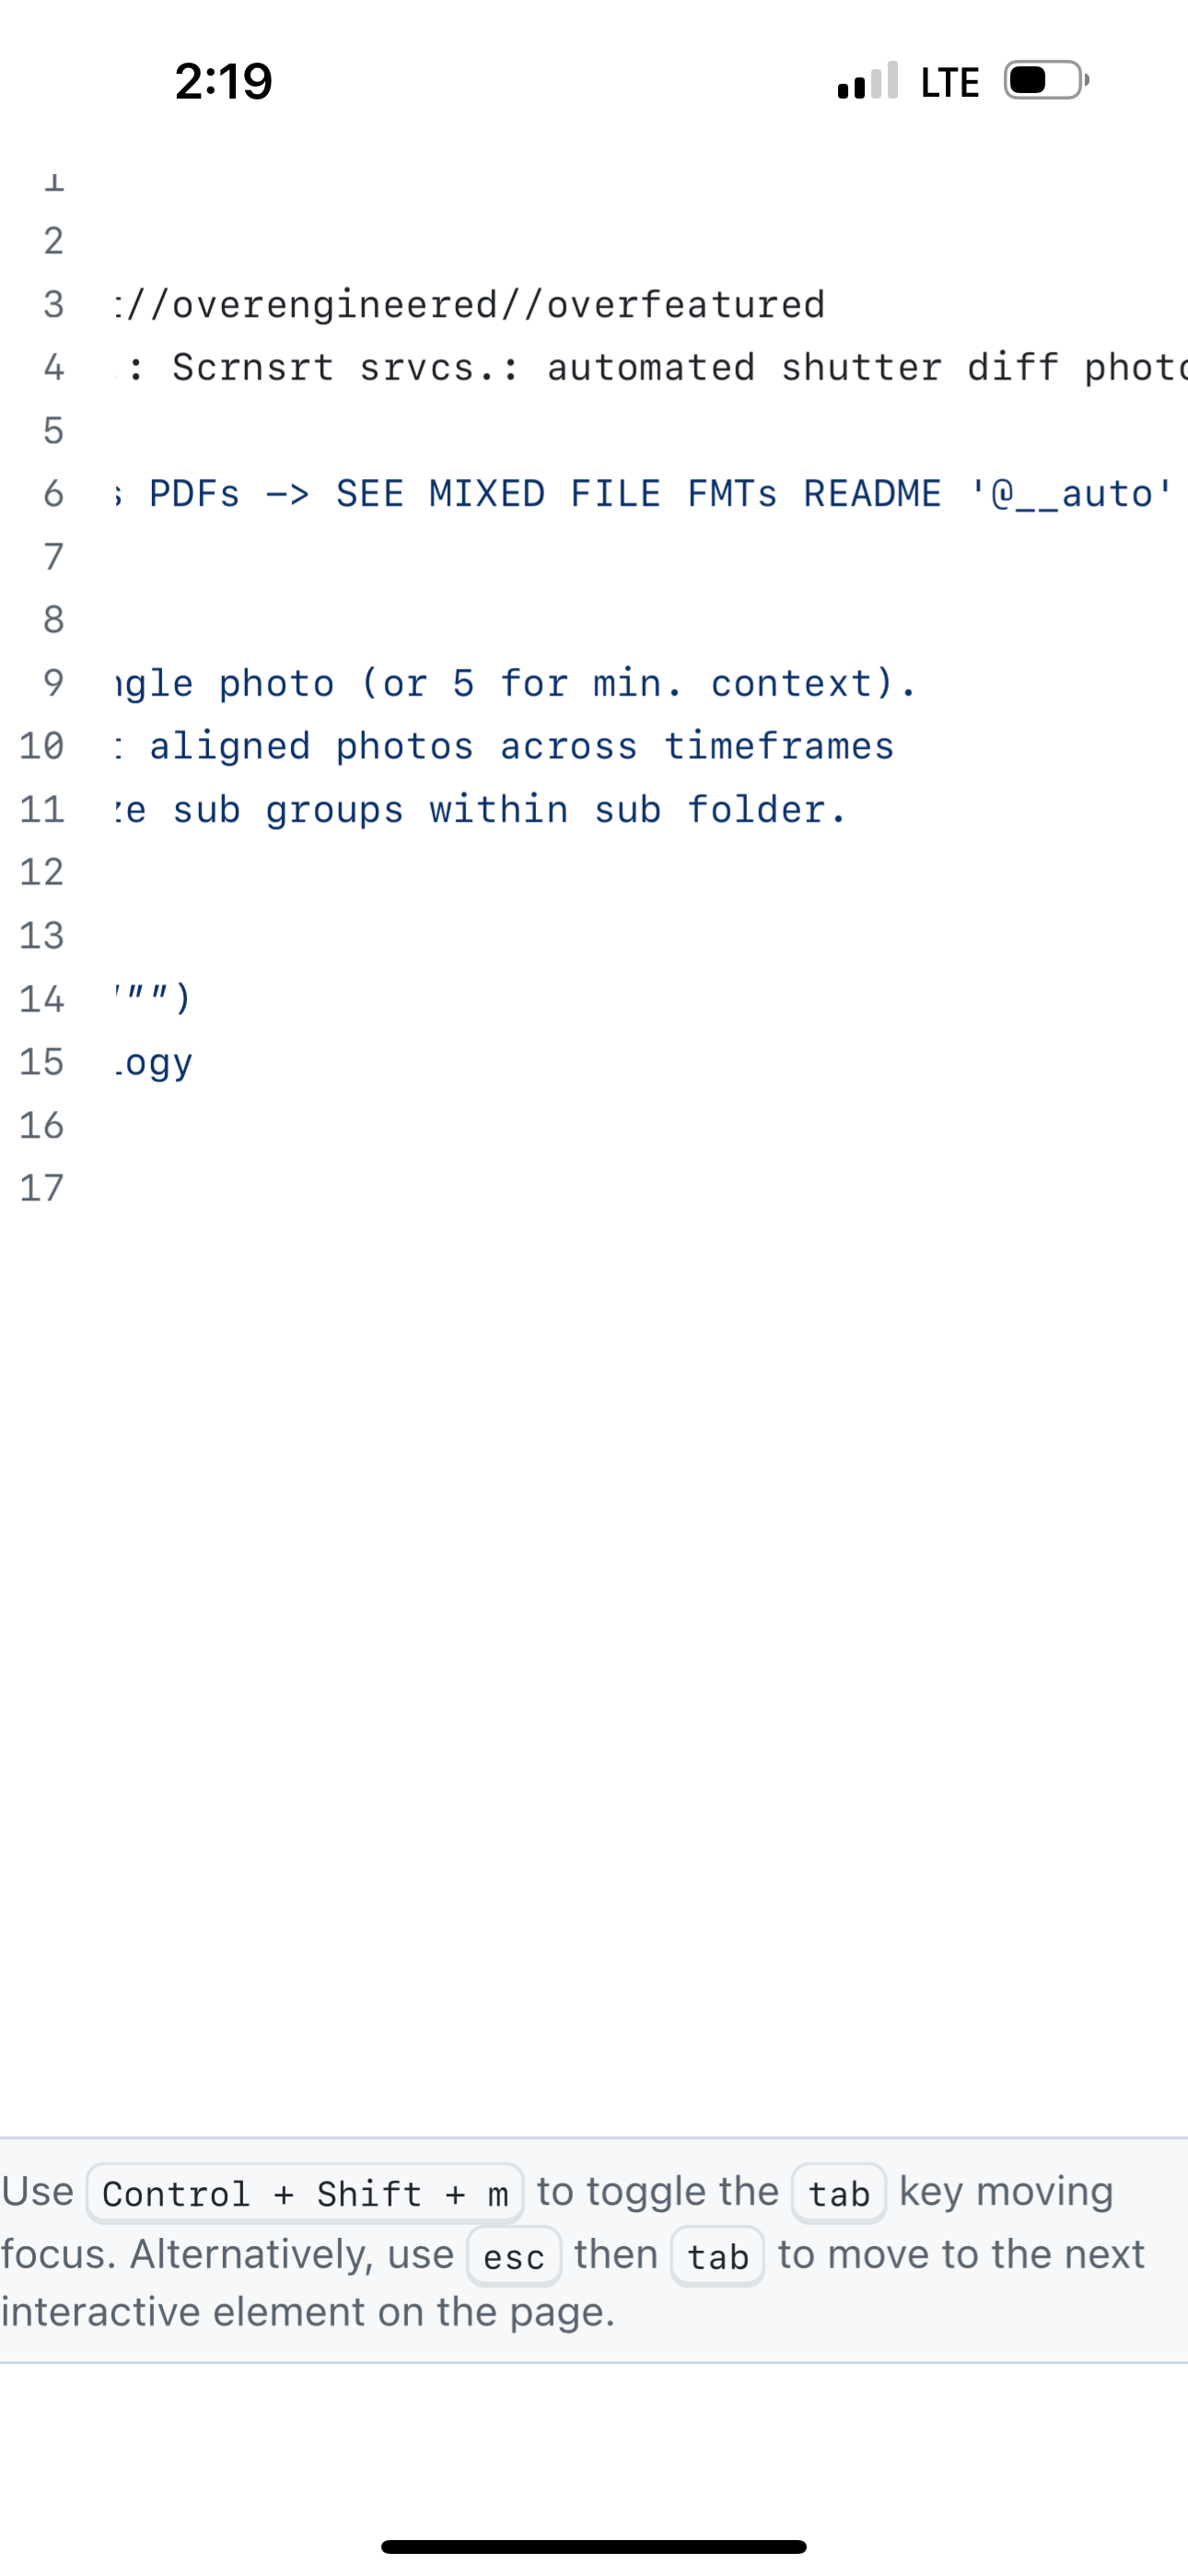 2:19 LTE
1
2
3 ://overengineered//overfeatured
4 : Scrnsrt srvcs.: automated shutter diff photo
5
6 PDFs -> SEE MIXED FILE FMTs README '@__auto'
7
8
9 ngle photo (or 5 for min. context).
10 aligned photos across timeframes
11 ze sub groups within sub folder.
12
13
14 """)
15 logy
16
17
Use Control + Shift + m to toggle the tab key moving
focus. Alternatively, use esc then tab to move to the next
interactive element on the page.